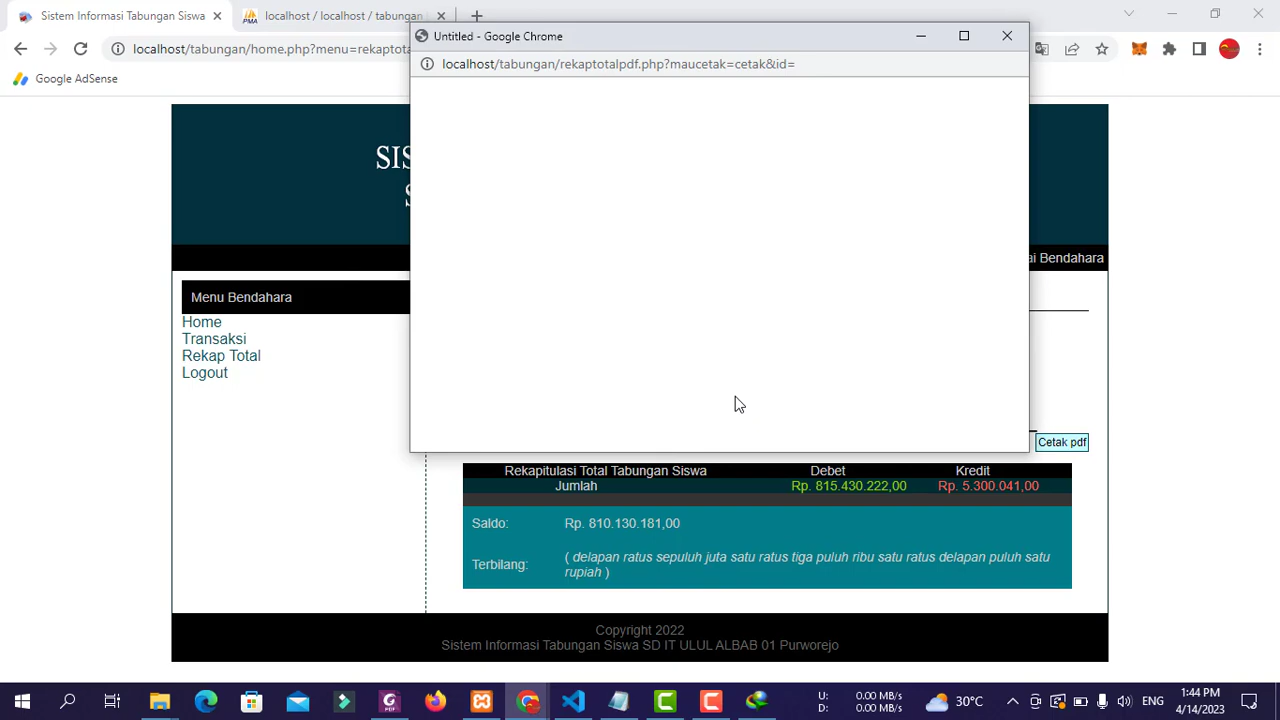 Sistem Informasi Tabungan Siswa
localhost / localhost / tabungan
Untitled - Google Chrome
localhost/tabungan/home.php?menu=rekaptota
localhost/tabungan/rekaptotalpdf.php?maucetak=cetak&id=
Google AdSense
SIS
S
ai Bendahara
Menu Bendahara
Home
Transaksi
Rekap Total
Logout
Cetak pdf
Rekapitulasi Total Tabungan Siswa Debet Kredit
Jumlah Rp. 815.430.222,00 Rp. 5.300.041,00
Saldo: Rp. 810.130.181,00
Terbilang: ( delapan ratus sepuluh juta satu ratus tiga puluh ribu satu ratus delapan puluh satu
rupiah )
Copyright 2022
Sistem Informasi Tabungan Siswa SD IT ULUL ALBAB 01 Purworejo
U: 0.00 MB/s
D: 0.00 MB/s
30°C
ENG
1:44 PM
4/14/2023